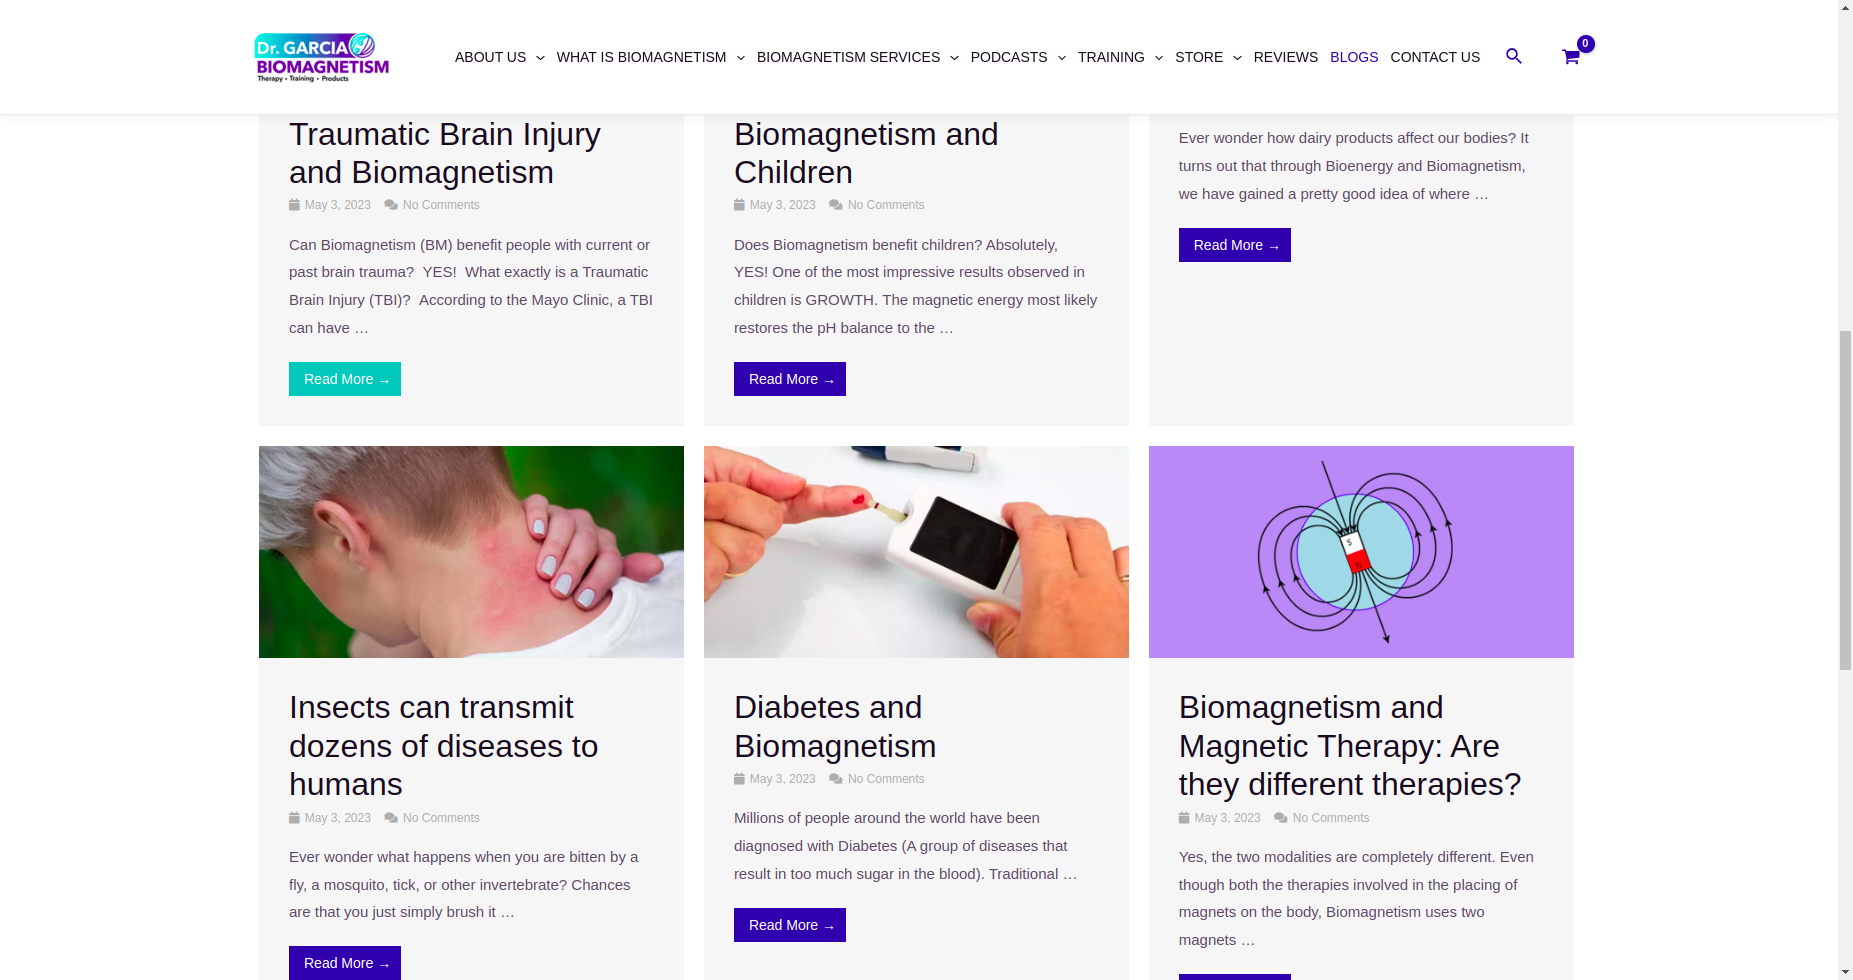 Dr. GARCIA
BIOMAGNETISM
Therapy • Training • Products
ABOUT US
WHAT IS BIOMAGNETISM
BIOMAGNETISM SERVICES
PODCASTS
TRAINING
STORE
REVIEWS
BLOGS
CONTACT US
0
Traumatic Brain Injury
and Biomagnetism
May 3, 2023 No Comments
Can Biomagnetism (BM) benefit people with current or
past brain trauma?  YES!  What exactly is a Traumatic
Brain Injury (TBI)?  According to the Mayo Clinic, a TBI
can have …
Read More →
Biomagnetism and
Children
May 3, 2023 No Comments
Does Biomagnetism benefit children? Absolutely,
YES! One of the most impressive results observed in
children is GROWTH. The magnetic energy most likely
restores the pH balance to the …
Read More →
Ever wonder how dairy products affect our bodies? It
turns out that through Bioenergy and Biomagnetism,
we have gained a pretty good idea of where …
Read More →
Insects can transmit
dozens of diseases to
humans
May 3, 2023 No Comments
Ever wonder what happens when you are bitten by a
fly, a mosquito, tick, or other invertebrate? Chances
are that you just simply brush it …
Read More →
Diabetes and
Biomagnetism
May 3, 2023 No Comments
Millions of people around the world have been
diagnosed with Diabetes (A group of diseases that
result in too much sugar in the blood). Traditional …
Read More →
S
N
Biomagnetism and
Magnetic Therapy: Are
they different therapies?
May 3, 2023 No Comments
Yes, the two modalities are completely different. Even
though both the therapies involved in the placing of
magnets on the body, Biomagnetism uses two
magnets …